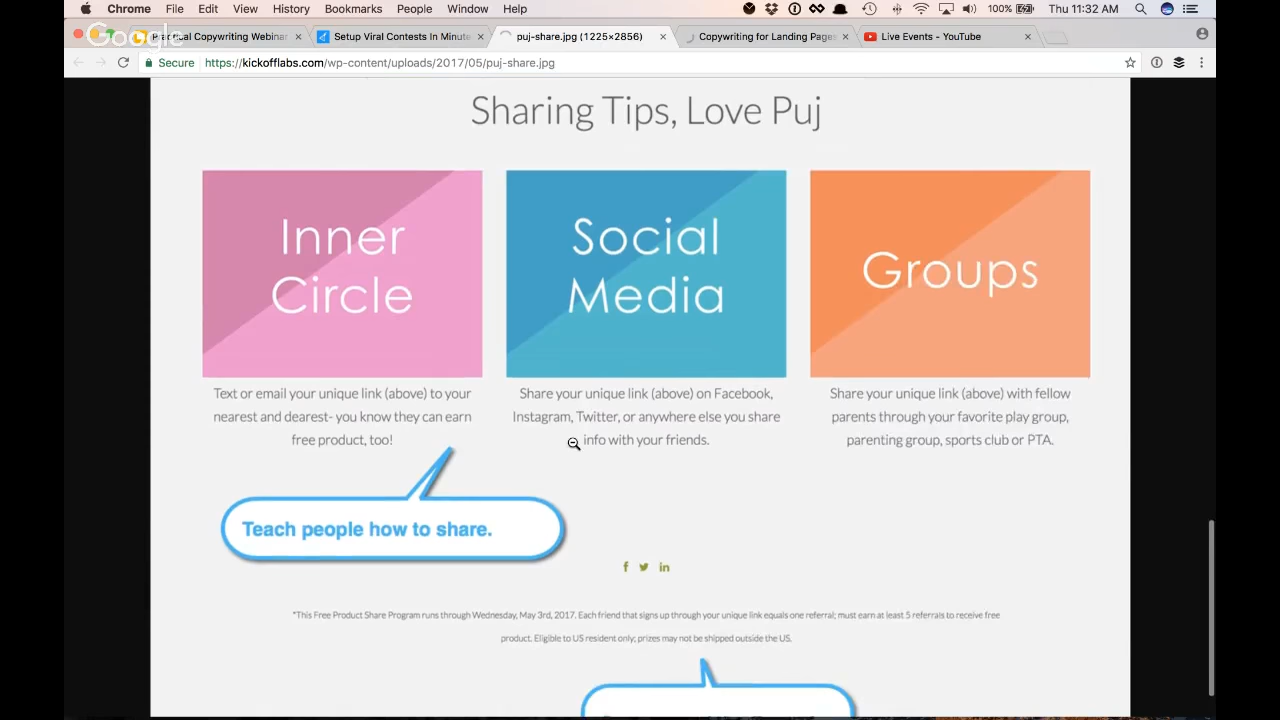 Chrome File Edit View History Bookmarks People Window Help 100% Thu 11:32 AM
Google
Practical Copywriting Webinar Setup Viral Contests In Minute puj-share.jpg (1225×2856) Copywriting for Landing Pages Live Events - YouTube
Secure https://kickofflabs.com/wp-content/uploads/2017/05/puj-share.jpg
Sharing Tips, Love Puj
Inner
Circle
Social
Media
Groups
Text or email your unique link (above) to your
nearest and dearest- you know they can earn
free product, too!
Share your unique link (above) on Facebook,
Instagram, Twitter, or anywhere else you share
info with your friends.
Share your unique link (above) with fellow
parents through your favorite play group,
parenting group, sports club or PTA.
Teach people how to share.
f in
*This Free Product Share Program runs through Wednesday, May 3rd, 2017. Each friend that signs up through your unique link equals one referral; must earn at least 5 referrals to receive free
product. Eligible to US resident only; prizes may not be shipped outside the US.